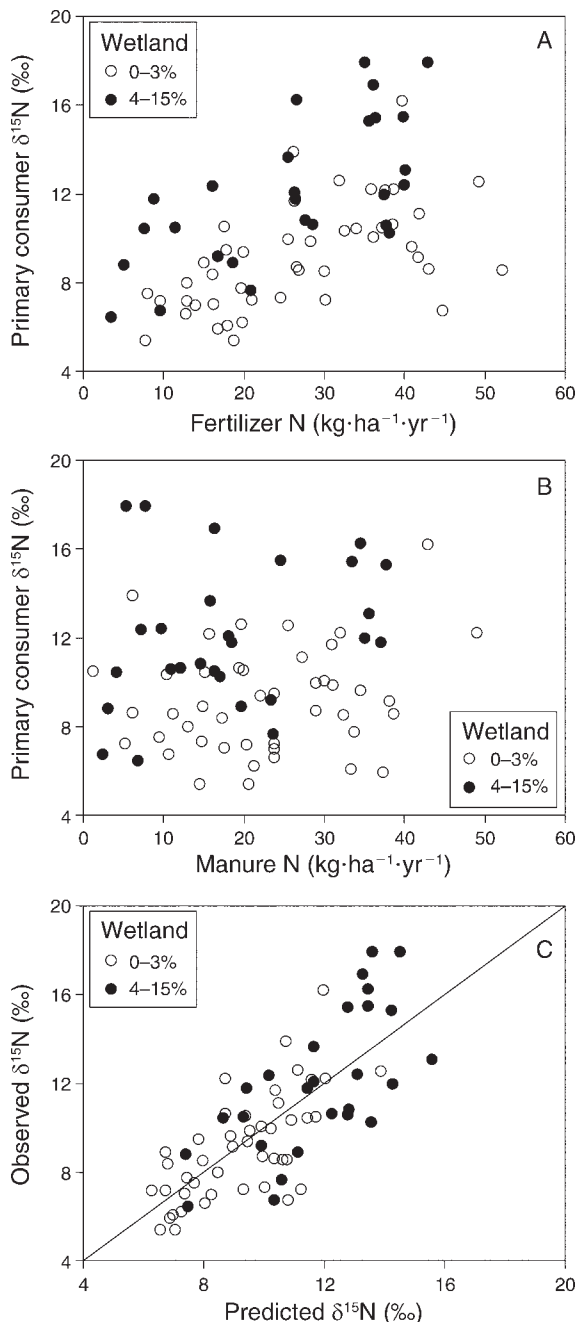 20
16
12
8
4
Primary consumer δ¹⁵N (‰)
Wetland
0–3%
4–15%
A
0 10 20 30 40 50 60
Fertilizer N (kg·ha⁻¹·yr⁻¹)
20
16
12
8
4
Primary consumer δ¹⁵N (‰)
B
Wetland
0–3%
4–15%
0 10 20 30 40 50 60
Manure N (kg·ha⁻¹·yr⁻¹)
20
16
12
8
4
Observed δ¹⁵N (‰)
Wetland
0–3%
4–15%
C
4 8 12 16 20
Predicted δ¹⁵N (‰)